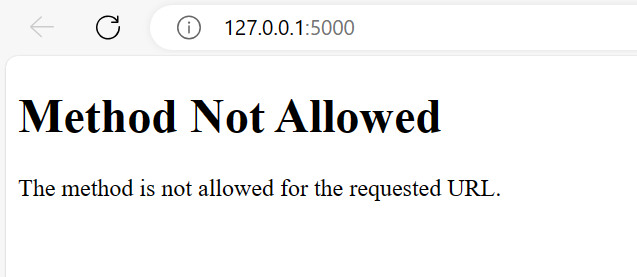 127.0.0.1:5000
Method Not Allowed
The method is not allowed for the requested URL.